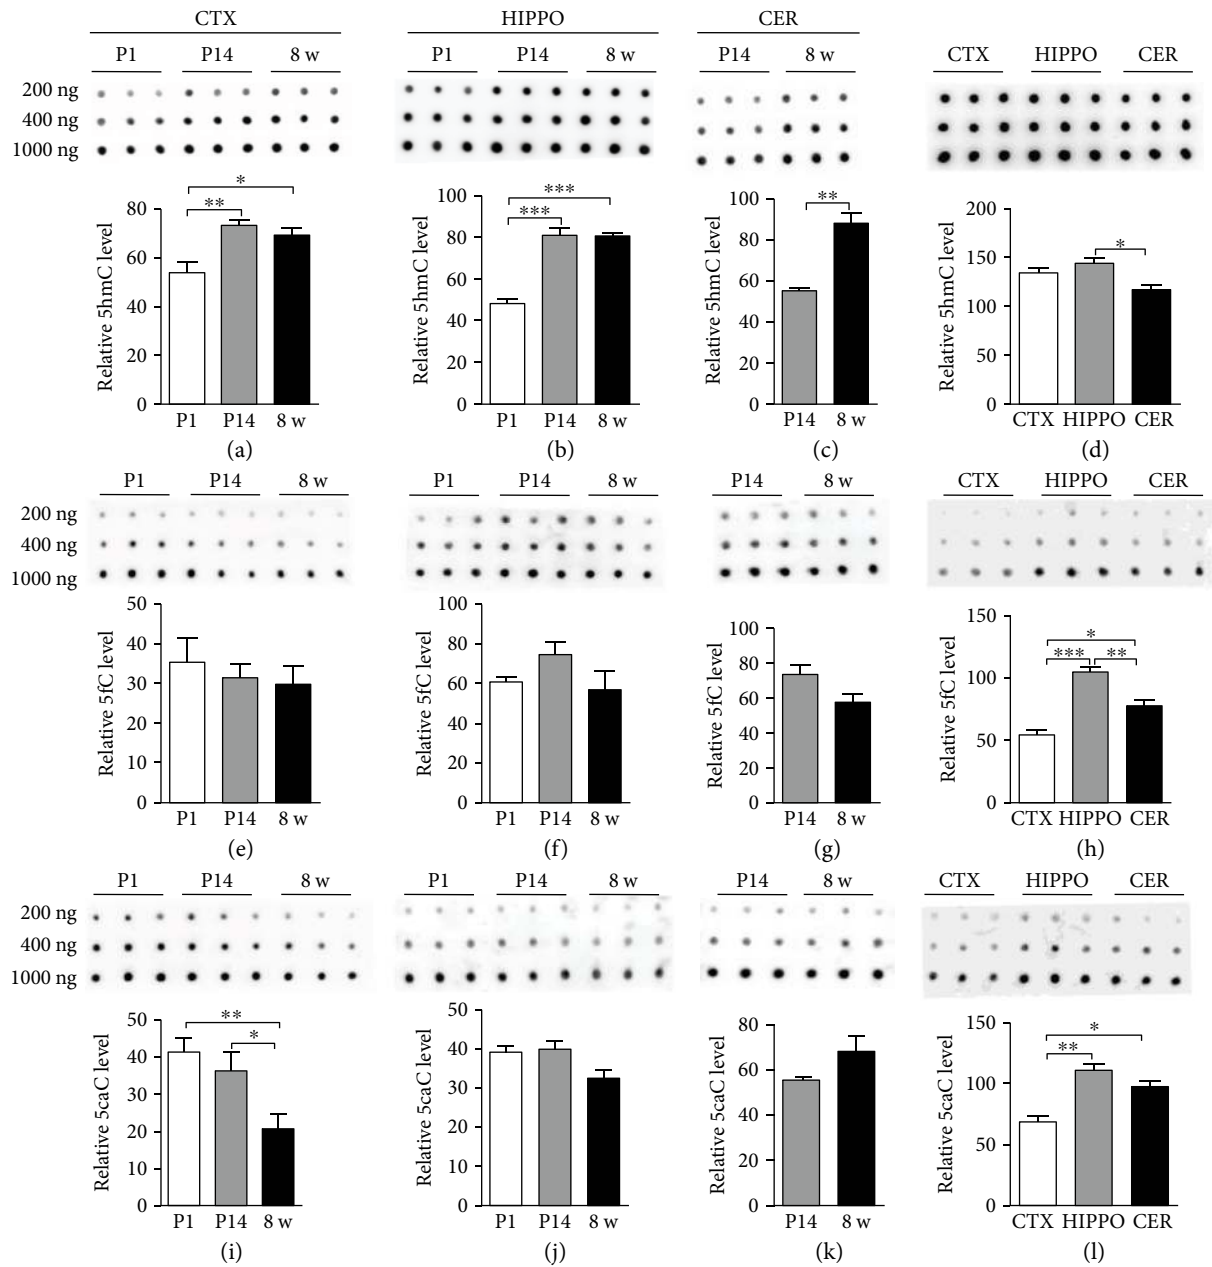 CTX HIPPO CER
P1 P14 8 w P1 P14 8 w P14 8 w CTX HIPPO CER
200 ng
400 ng
1000 ng
Relative 5hmC level
80
60
40
20
0
*
**
P1 P14 8 w
(a)
Relative 5hmC level
100
80
60
40
20
0
***
***
P1 P14 8 w
(b)
Relative 5hmC level
100
80
60
40
20
0
**
P14 8 w
(c)
Relative 5hmC level
200
150
100
50
0
*
CTX HIPPO CER
(d)
P1 P14 8 w P1 P14 8 w P14 8 w CTX HIPPO CER
200 ng
400 ng
1000 ng
Relative 5fC level
50
40
30
20
10
0
P1 P14 8 w
(e)
Relative 5fC level
100
80
60
40
20
0
P1 P14 8 w
(f)
Relative 5fC level
100
80
60
40
20
0
P14 8 w
(g)
Relative 5fC level
150
100
50
0
*
*** **
CTX HIPPO CER
(h)
P1 P14 8 w P1 P14 8 w P14 8 w CTX HIPPO CER
200 ng
400 ng
1000 ng
Relative 5caC level
50
40
30
20
10
0
**
*
P1 P14 8 w
(i)
Relative 5caC level
50
40
30
20
10
0
P1 P14 8 w
(j)
Relative 5caC level
80
60
40
20
0
P14 8 w
(k)
Relative 5caC level
150
100
50
0
*
**
CTX HIPPO CER
(l)